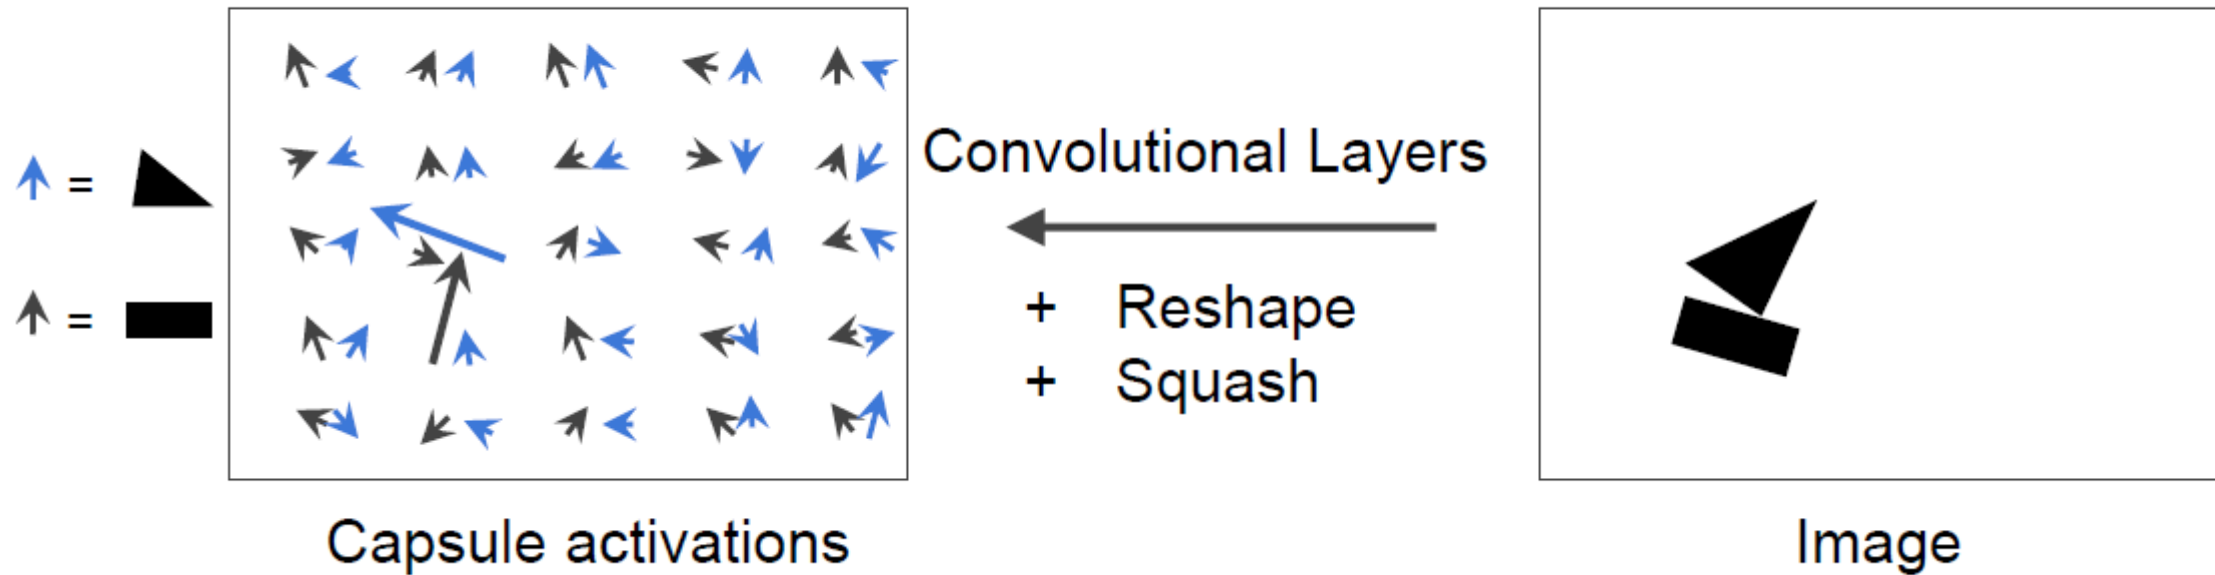 =
=
Convolutional Layers
+ Reshape
+ Squash
Capsule activations
Image